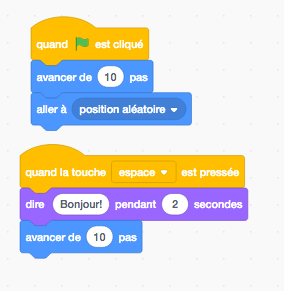 quand est cliqué
avancer de 10 pas
aller à position aléatoire
quand la touche espace est pressée
dire Bonjour! pendant 2 secondes
avancer de 10 pas